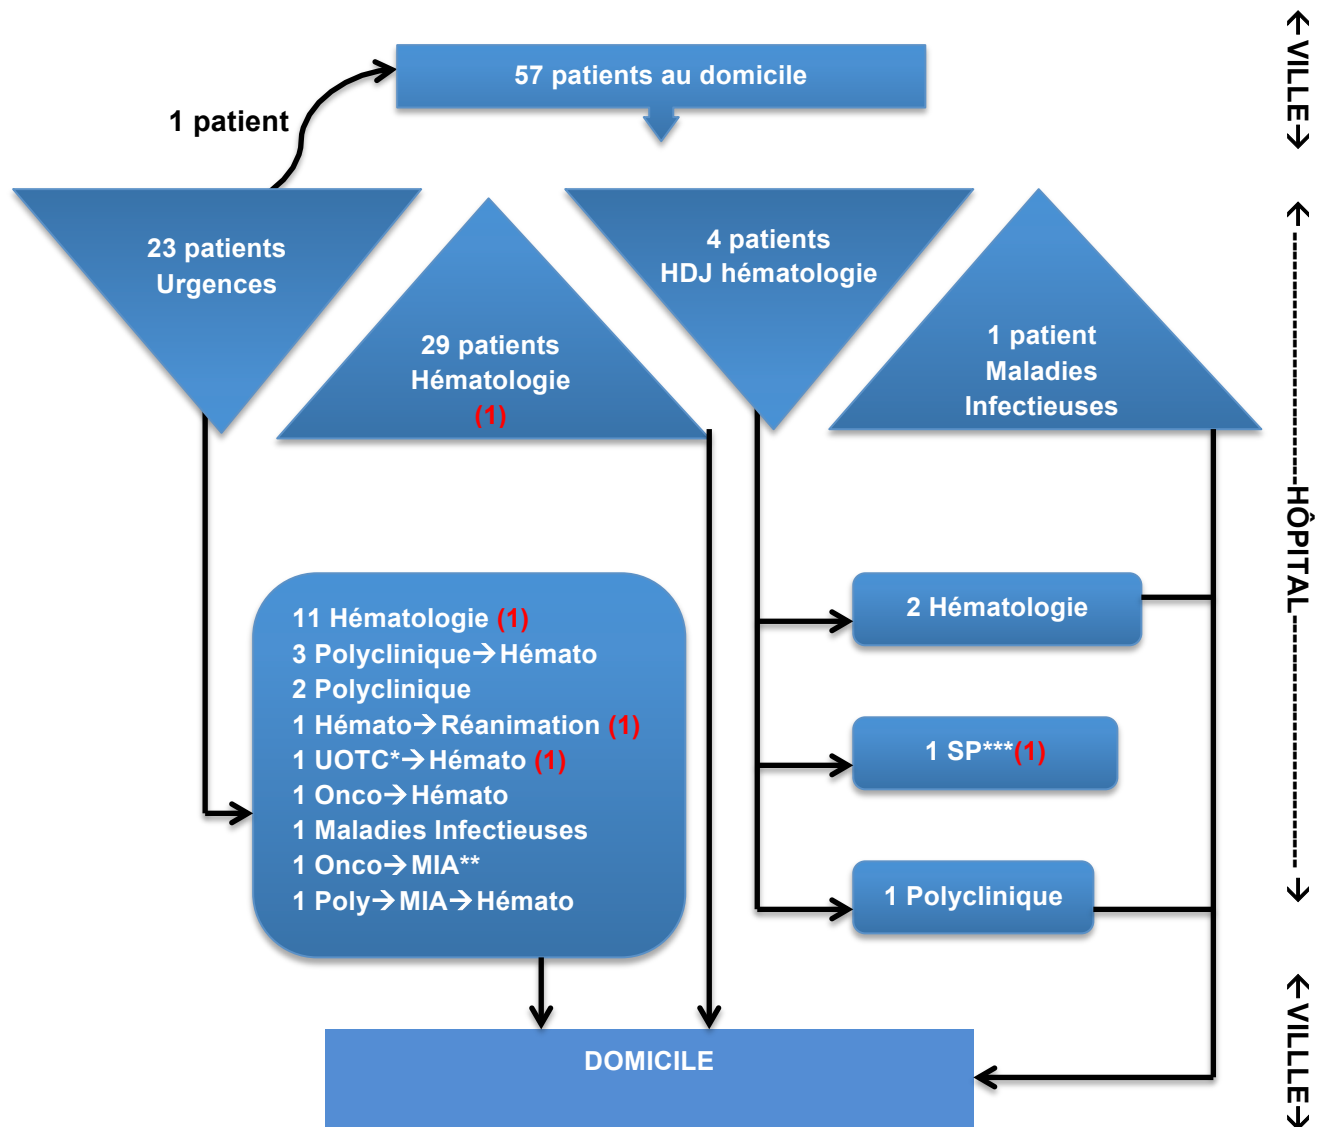 57 patients au domicile
1 patient
23 patients
Urgences
29 patients
Hématologie
(1)
4 patients
HDJ hématologie
1 patient
Maladies
Infectieuses
11 Hématologie (1)
3 Polyclinique→Hémato
2 Polyclinique
1 Hémato→Réanimation (1)
1 UOTC*→Hémato (1)
1 Onco→Hémato
1 Maladies Infectieuses
1 Onco→MIA**
1 Poly→MIA→Hémato
2 Hématologie
1 SP***(1)
1 Polyclinique
DOMICILE
←VILLE→
←----------------------HÔPITAL--------------------→
←VILLLE→